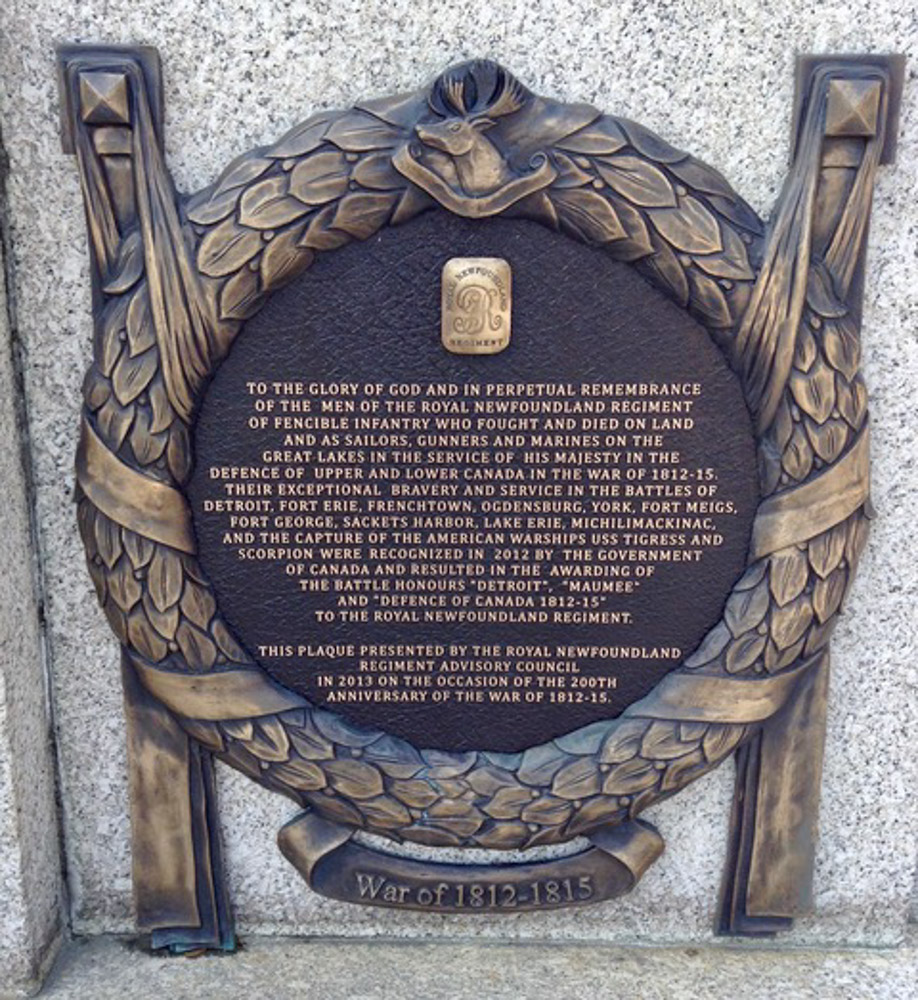 ROYAL NEWFOUNDLAND
R
REGIMENT
TO THE GLORY OF GOD AND IN PERPETUAL REMEMBRANCE
OF THE MEN OF THE ROYAL NEWFOUNDLAND REGIMENT
OF FENCIBLE INFANTRY WHO FOUGHT AND DIED ON LAND
AND AS SAILORS, GUNNERS AND MARINES ON THE
GREAT LAKES IN THE SERVICE OF HIS MAJESTY IN THE
DEFENCE OF UPPER AND LOWER CANADA IN THE WAR OF 1812-15.
THEIR EXCEPTIONAL BRAVERY AND SERVICE IN THE BATTLES OF
DETROIT, FORT ERIE, FRENCHTOWN, OGDENSBURG, YORK, FORT MEIGS,
FORT GEORGE, SACKETS HARBOR, LAKE ERIE, MICHILIMACKINAC,
AND THE CAPTURE OF THE AMERICAN WARSHIPS USS TIGRESS AND
SCORPION WERE RECOGNIZED IN 2012 BY THE GOVERNMENT
OF CANADA AND RESULTED IN THE AWARDING OF
THE BATTLE HONOURS "DETROIT", "MAUMEE"
AND "DEFENCE OF CANADA 1812-15"
TO THE ROYAL NEWFOUNDLAND REGIMENT.
THIS PLAQUE PRESENTED BY THE ROYAL NEWFOUNDLAND
REGIMENT ADVISORY COUNCIL
IN 2013 ON THE OCCASION OF THE 200TH
ANNIVERSARY OF THE WAR OF 1812-15.
War of 1812-1815